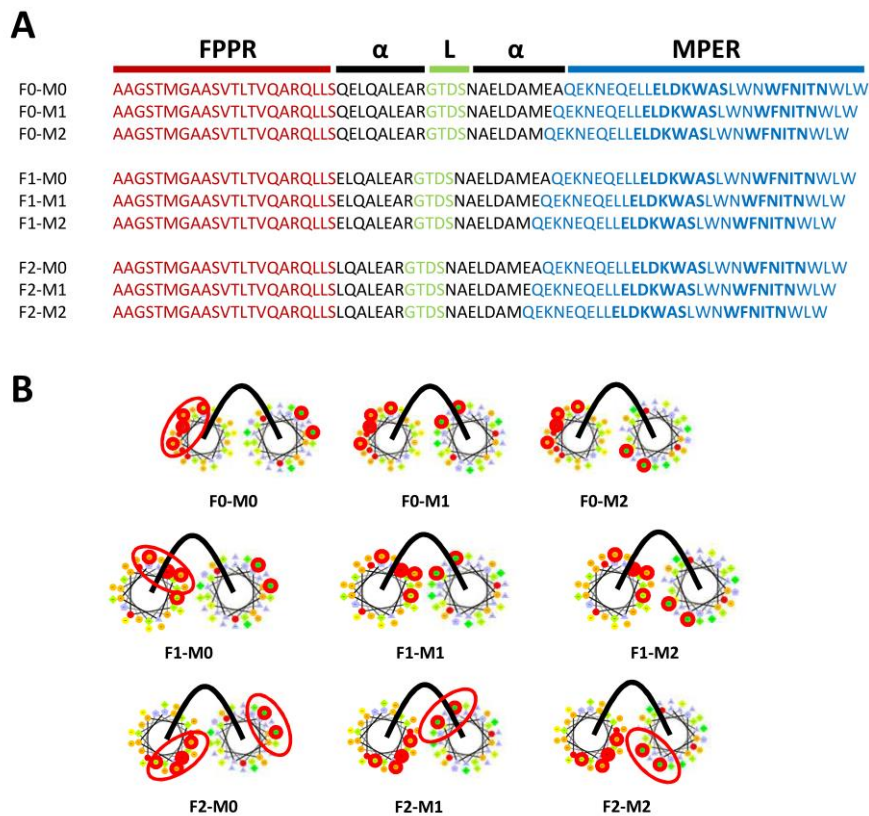 A
FPPR α L α MPER
F0-M0 AAGSTMGAASVTLTVQARQLLSQELQALEARGTDSNAELDAMEAQEKNEQELLELDKWASLWNWFNITNWLW
F0-M1 AAGSTMGAASVTLTVQARQLLSQELQALEARGTDSNAELDAMEQEKNEQELLELDKWASLWNWFNITNWLW
F0-M2 AAGSTMGAASVTLTVQARQLLSQELQALEARGTDSNAELDAMQEKNEQELLELDKWASLWNWFNITNWLW
F1-M0 AAGSTMGAASVTLTVQARQLLSELQALEARGTDSNAELDAMEAQEKNEQELLELDKWASLWNWFNITNWLW
F1-M1 AAGSTMGAASVTLTVQARQLLSELQALEARGTDSNAELDAMEQEKNEQELLELDKWASLWNWFNITNWLW
F1-M2 AAGSTMGAASVTLTVQARQLLSELQALEARGTDSNAELDAMQEKNEQELLELDKWASLWNWFNITNWLW
F2-M0 AAGSTMGAASVTLTVQARQLLSLQALEARGTDSNAELDAMEAQEKNEQELLELDKWASLWNWFNITNWLW
F2-M1 AAGSTMGAASVTLTVQARQLLSLQALEARGTDSNAELDAMEQEKNEQELLELDKWASLWNWFNITNWLW
F2-M2 AAGSTMGAASVTLTVQARQLLSLQALEARGTDSNAELDAMQEKNEQELLELDKWASLWNWFNITNWLW
B
F0-M0 F0-M1 F0-M2
F1-M0 F1-M1 F1-M2
F2-M0 F2-M1 F2-M2